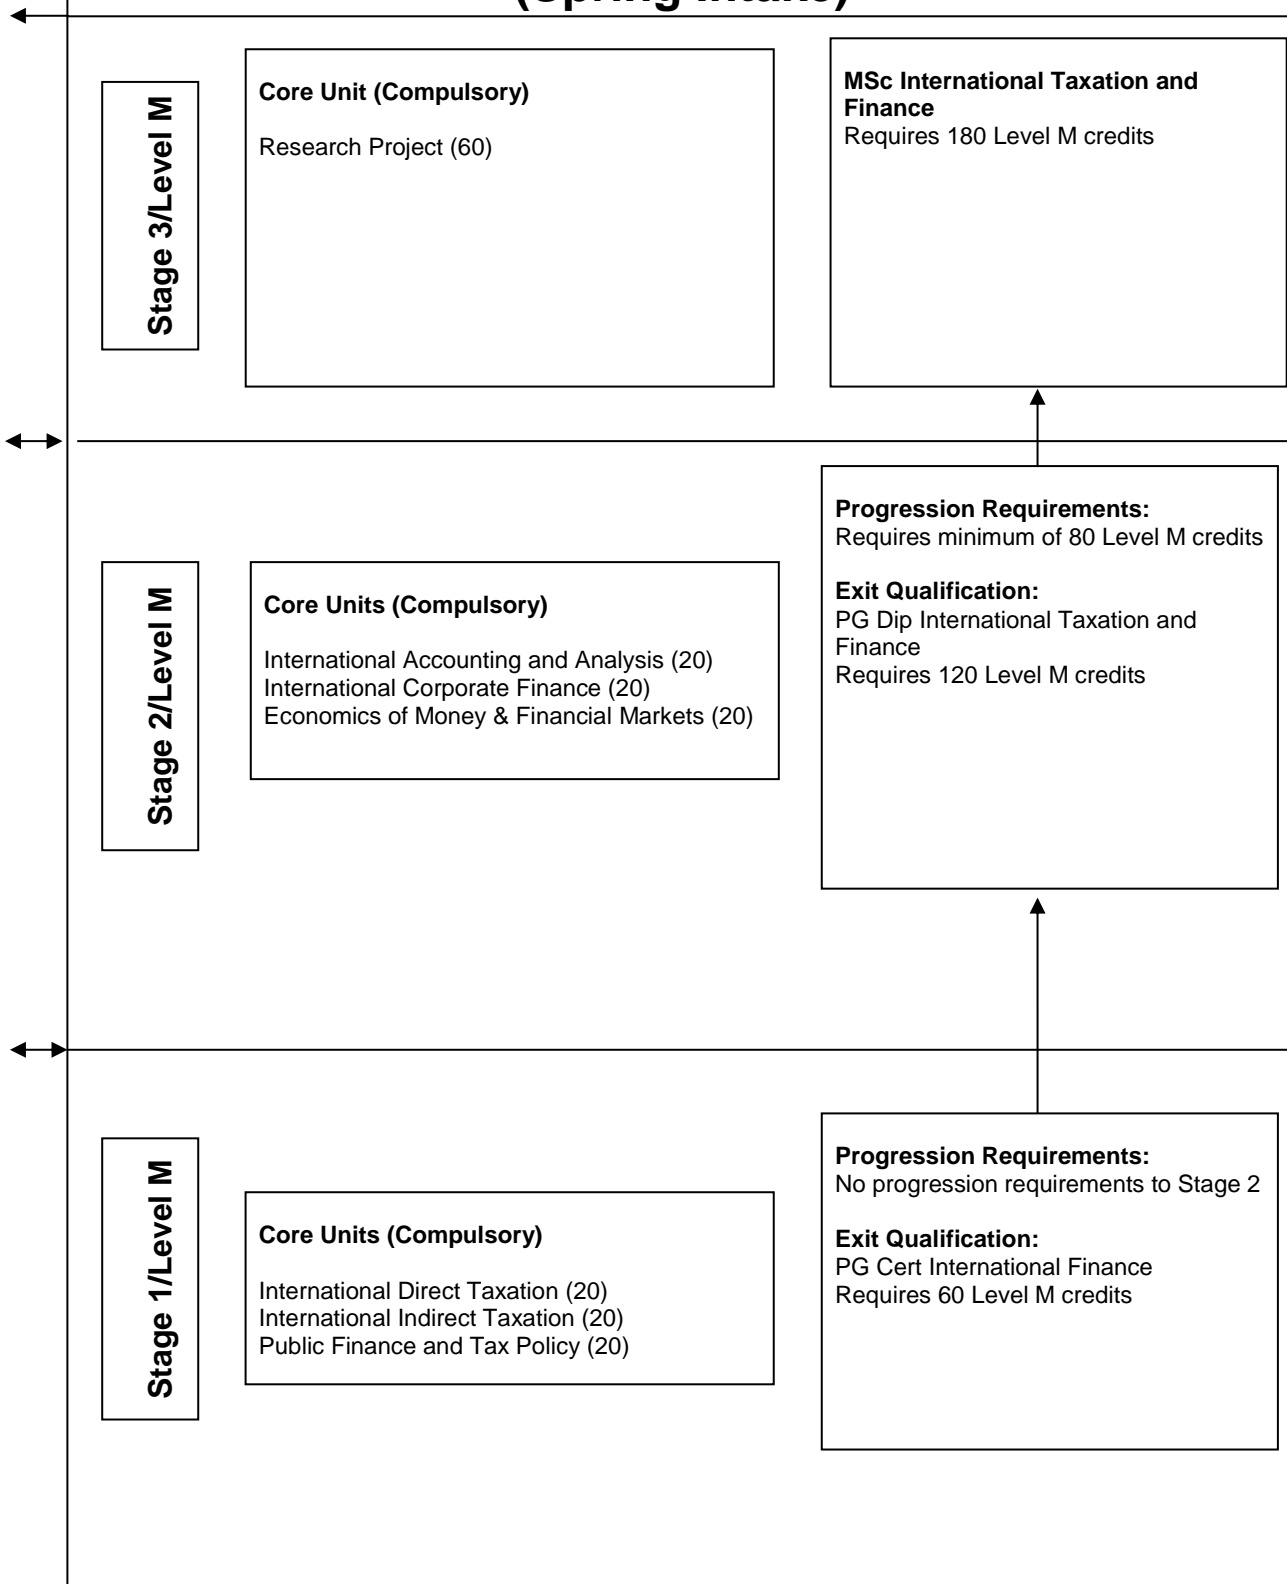 (Spring Intake)
Stage 3/Level M
Core Unit (Compulsory)
Research Project (60)
MSc International Taxation and
Finance
Requires 180 Level M credits
Stage 2/Level M
Core Units (Compulsory)
International Accounting and Analysis (20)
International Corporate Finance (20)
Economics of Money & Financial Markets (20)
Progression Requirements:
Requires minimum of 80 Level M credits
Exit Qualification:
PG Dip International Taxation and
Finance
Requires 120 Level M credits
Stage 1/Level M
Core Units (Compulsory)
International Direct Taxation (20)
International Indirect Taxation (20)
Public Finance and Tax Policy (20)
Progression Requirements:
No progression requirements to Stage 2
Exit Qualification:
PG Cert International Finance
Requires 60 Level M credits